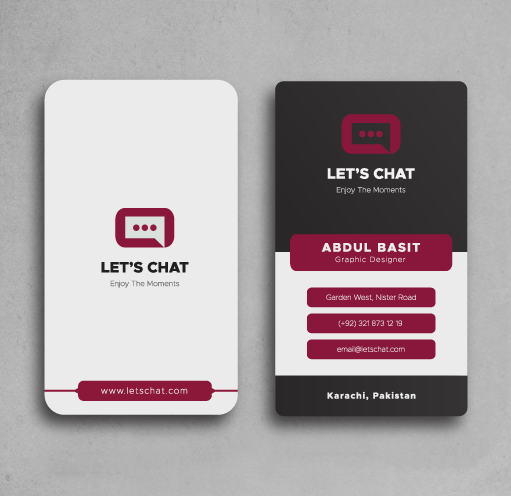 LET'S CHAT
Enjoy The Moments
www.letschat.com
LET'S CHAT
Enjoy The Moments
ABDUL BASIT
Graphic Designer
Garden West, Nister Road
(+92) 321 873 12 19
email@letschat.com
Karachi, Pakistan